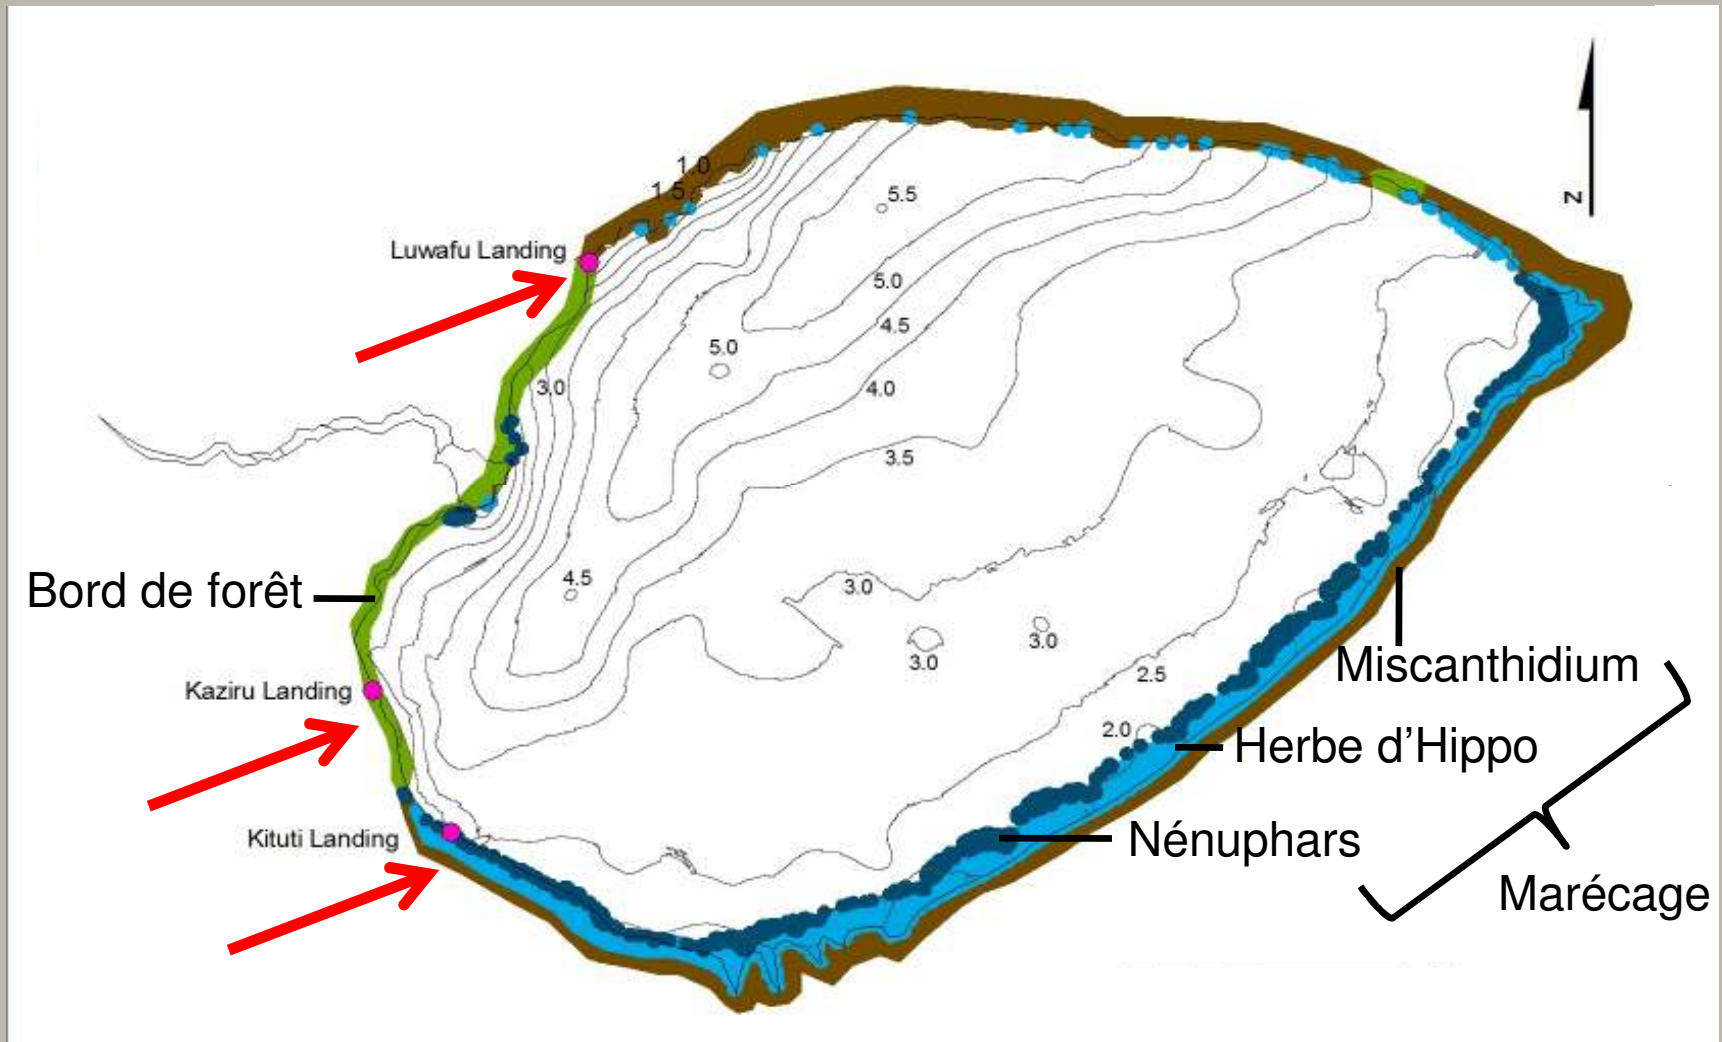 1.0
1.5
5.5
N
Luwafu Landing
5.0
4.5
5.0
3.0
4.0
3.5
4.5
Bord de forêt
3.0
3.0
3.0
Miscanthidium
2.5
Kaziru Landing
2.0
Herbe d'Hippo
Kituti Landing
Nénuphars
Marécage